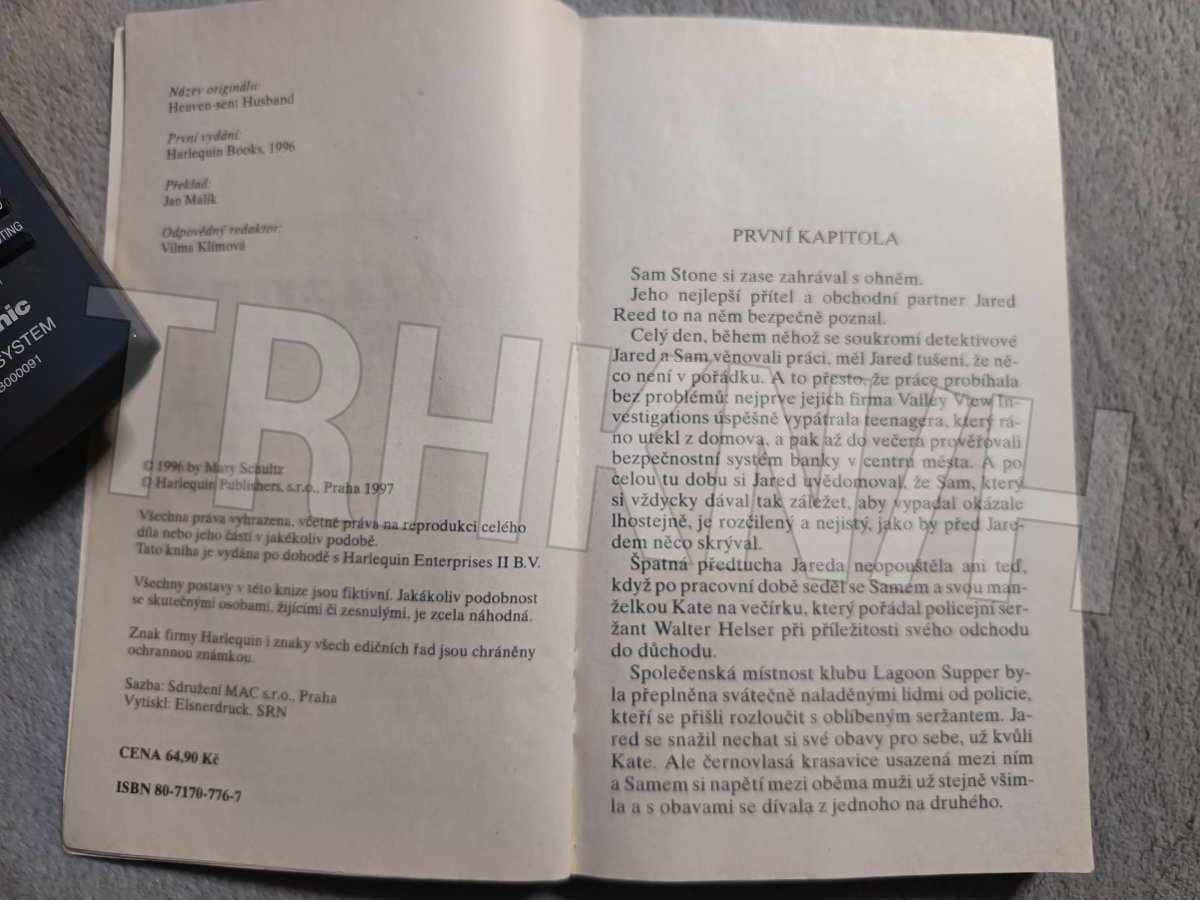 Název originálu:
Heaven-sent Husband
První vydání:
Harlequin Books, 1996
Překlad:
Jan Malík
Odpovědný redaktor:
Vilma Klímová
© 1996 by Mary Schultz
© Harlequin Publishers, s.r.o., Praha 1997
Všechna práva vyhrazena, včetně práva na reprodukci celého
díla nebo jeho částí v jakékoliv podobě.
Tato kniha je vydána po dohodě s Harlequin Enterprises II B.V.
Všechny postavy v této knize jsou fiktivní. Jakákoliv podobnost
se skutečnými osobami, žijícími či zesnulými, je zcela náhodná.
Znak firmy Harlequin i znaky všech edičních řad jsou chráněny
ochrannou známkou.
Sazba: Sdružení MAC s.r.o., Praha
Vytiskl: Elsnerdruck, SRN
CENA 64,90 Kč
ISBN 80-7170-776-7
PRVNÍ KAPITOLA
Sam Stone si zase zahrával s ohněm.
Jeho nejlepší přítel a obchodní partner Jared
Reed to na něm bezpečně poznal.
Celý den, během něhož se soukromí detektivové
Jared a Sam věnovali práci, měl Jared tušení, že ně-
co není v pořádku. A to přesto, že práce probíhala
bez problémů: nejprve jejich firma Valley View In-
vestigations úspěšně vypátrala teenagera, který rá-
no utekl z domova, a pak až do večera prověřovali
bezpečnostní systém banky v centru města. A po
celou tu dobu si Jared uvědomoval, že Sam, který
si vždycky dával tak záležet, aby vypadal okázale
lhostejně, je rozčilený a nejistý, jako by před Jare-
dem něco skrýval.
Špatná předtucha Jareda neopouštěla ani teď,
když po pracovní době seděl se Samem a svou man-
želkou Kate na večírku, který pořádal policejní ser-
žant Walter Helser při příležitosti svého odchodu
do důchodu.
Společenská místnost klubu Lagoon Supper by-
la přeplněna svátečně naladěnými lidmi od policie,
kteří se přišli rozloučit s oblíbeným seržantem. Ja-
red se snažil nechat si své obavy pro sebe, už kvůli
Kate. Ale černovlasá krasavice usazená mezi ním
a Samem si napětí mezi oběma muži už stejně všim-
la a s obavami se dívala z jednoho na druhého.
TRHKNIH
SYSTEM